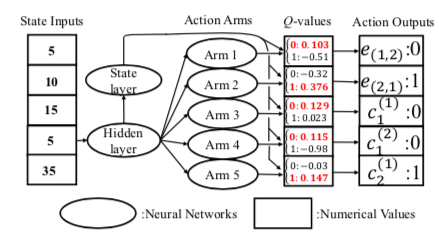 State Inputs
Action Arms
Q-values
Action Outputs
5
10
15
5
35
State
layer
Hidden
layer
Arm 1
Arm 2
Arm 3
Arm 4
Arm 5
0: 0.103
1:−0.51
0:−0.32
1: 0.376
0: 0.129
1: 0.023
0: 0.115
1:−0.98
0:−0.03
1: 0.147
e(1,2):0
e(2,1):1
c1(1):0
c1(2):0
c2(1):1
:Neural Networks
:Numerical Values